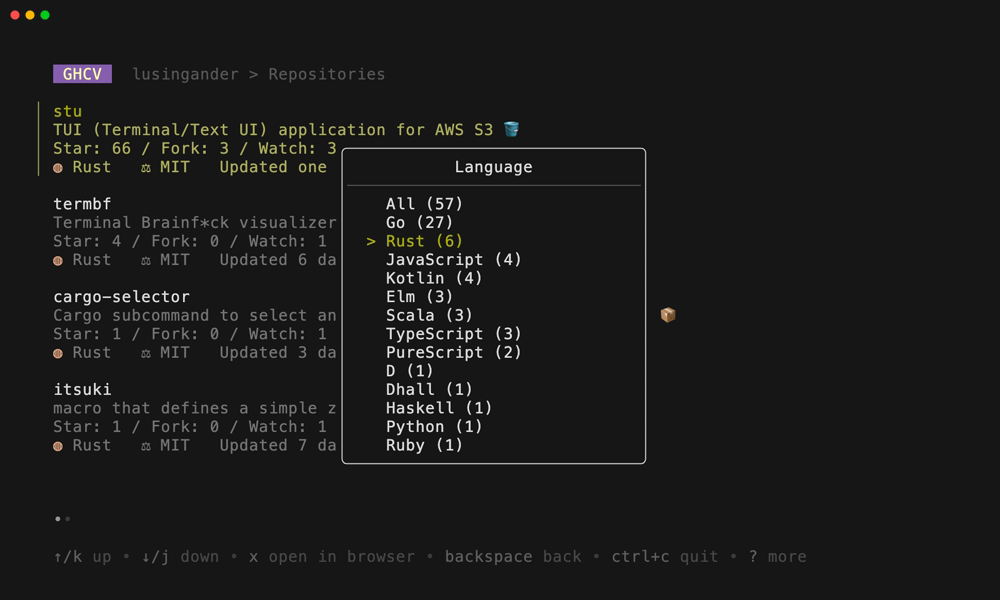 GHCV lusingander > Repositories
stu
TUI (Terminal/Text UI) application for AWS S3 🪣
Star: 66 / Fork: 3 / Watch: 3
Rust ⚖ MIT Updated one
termbf
Terminal Brainf*ck visualizer
Star: 4 / Fork: 0 / Watch: 1
Rust ⚖ MIT Updated 6 da
cargo-selector
Cargo subcommand to select an 📦
Star: 1 / Fork: 0 / Watch: 1
Rust ⚖ MIT Updated 3 da
itsuki
macro that defines a simple z
Star: 1 / Fork: 0 / Watch: 1
Rust ⚖ MIT Updated 7 da
Language
All (57)
Go (27)
> Rust (6)
JavaScript (4)
Kotlin (4)
Elm (3)
Scala (3)
TypeScript (3)
PureScript (2)
D (1)
Dhall (1)
Haskell (1)
Python (1)
Ruby (1)
••
↑/k up • ↓/j down • x open in browser • backspace back • ctrl+c quit • ? more